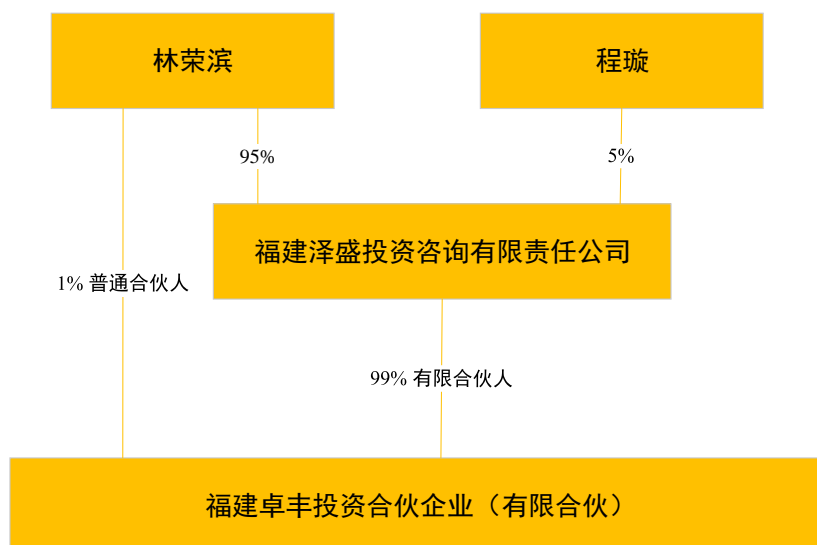 林荣滨
程璇
95%
5%
福建泽盛投资咨询有限责任公司
1% 普通合伙人
99% 有限合伙人
福建卓丰投资合伙企业（有限合伙）